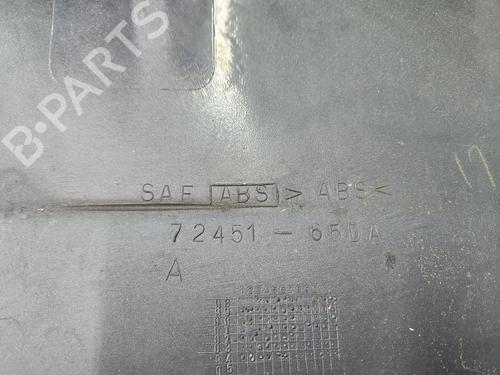 B-PARTS
SAF ABS > ABS <
72451-65DA
A